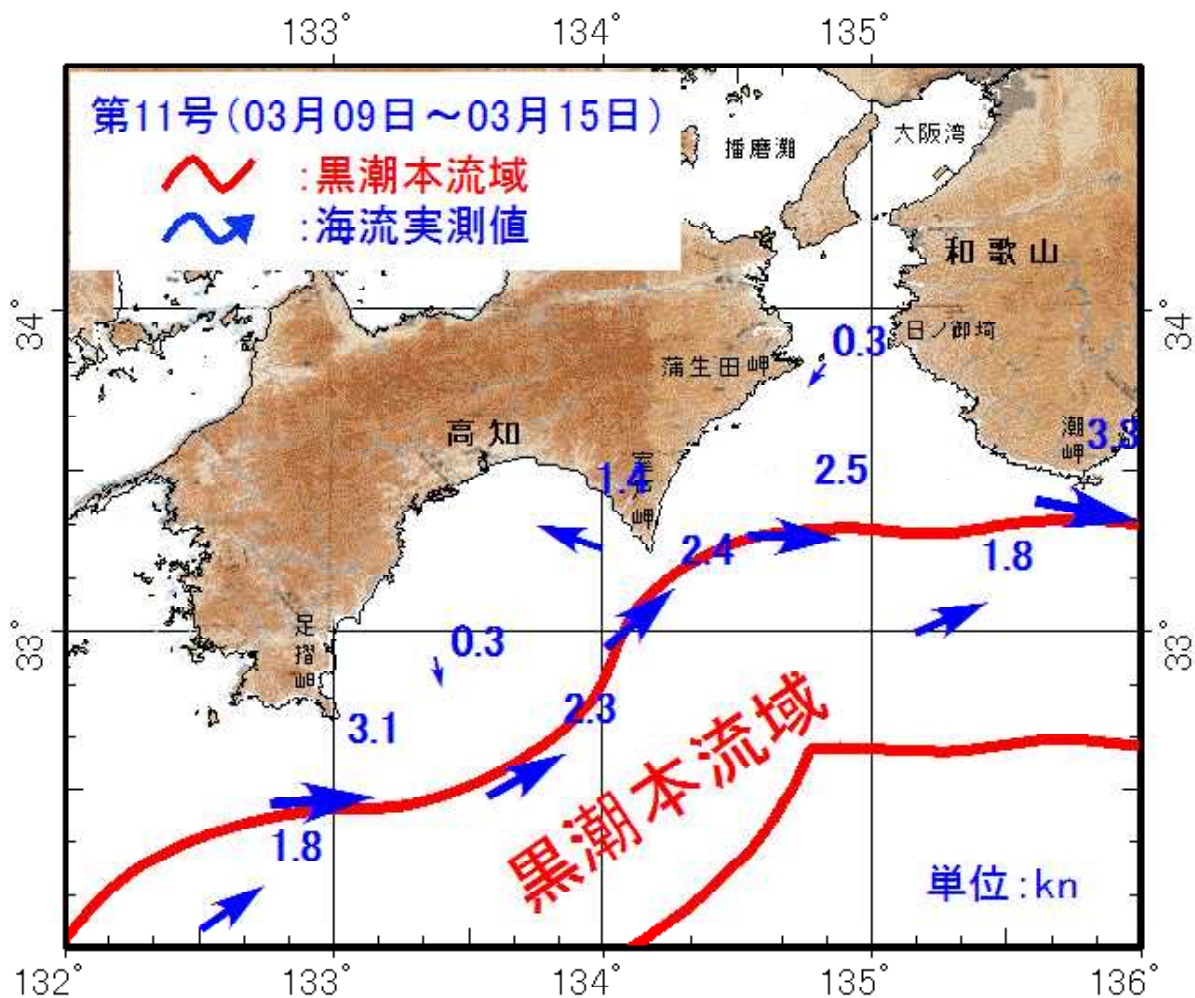 133° 134° 135°
第11号(03月09日～03月15日)
:黒潮本流域
:海流実測値
播磨灘
大阪湾
和歌山
34°
34°
日ノ御埼
0.3
蒲生田岬
高知
潮岬
3.3
室戸岬
1.4
2.5
2.4
1.8
33°
33°
足摺岬
0.3
2.3
3.1
黒潮本流域
1.8
単位:kn
132° 133° 134° 135° 136°